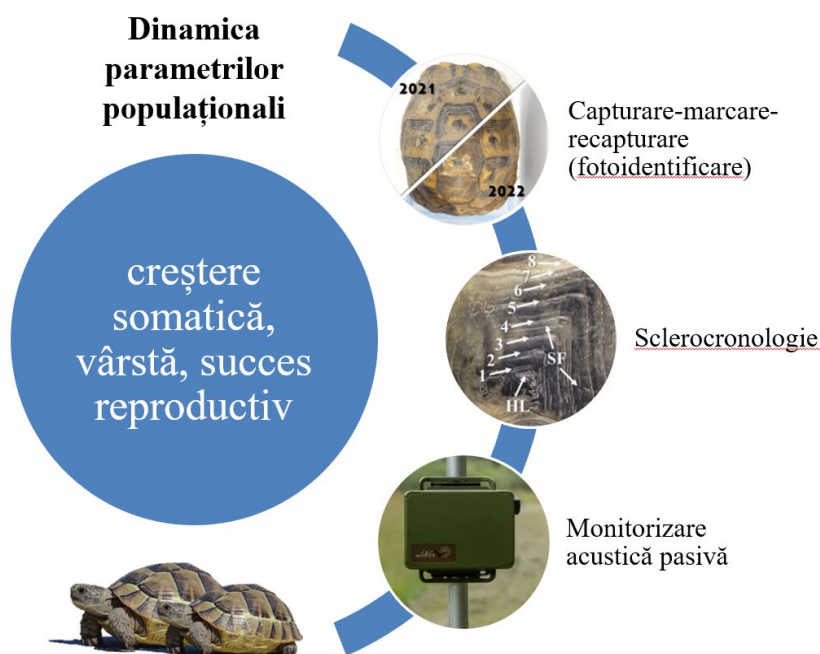 Dinamica
parametrilor
populaționali
creștere
somatică,
vârstă, succes
reproductiv
2021
2022
Capturare-marcare-
recapturare
(fotoidentificare)
8
7
6
5
4
3
2
1
SF
HL
Sclerocronologie
Monitorizare
acustică pasivă